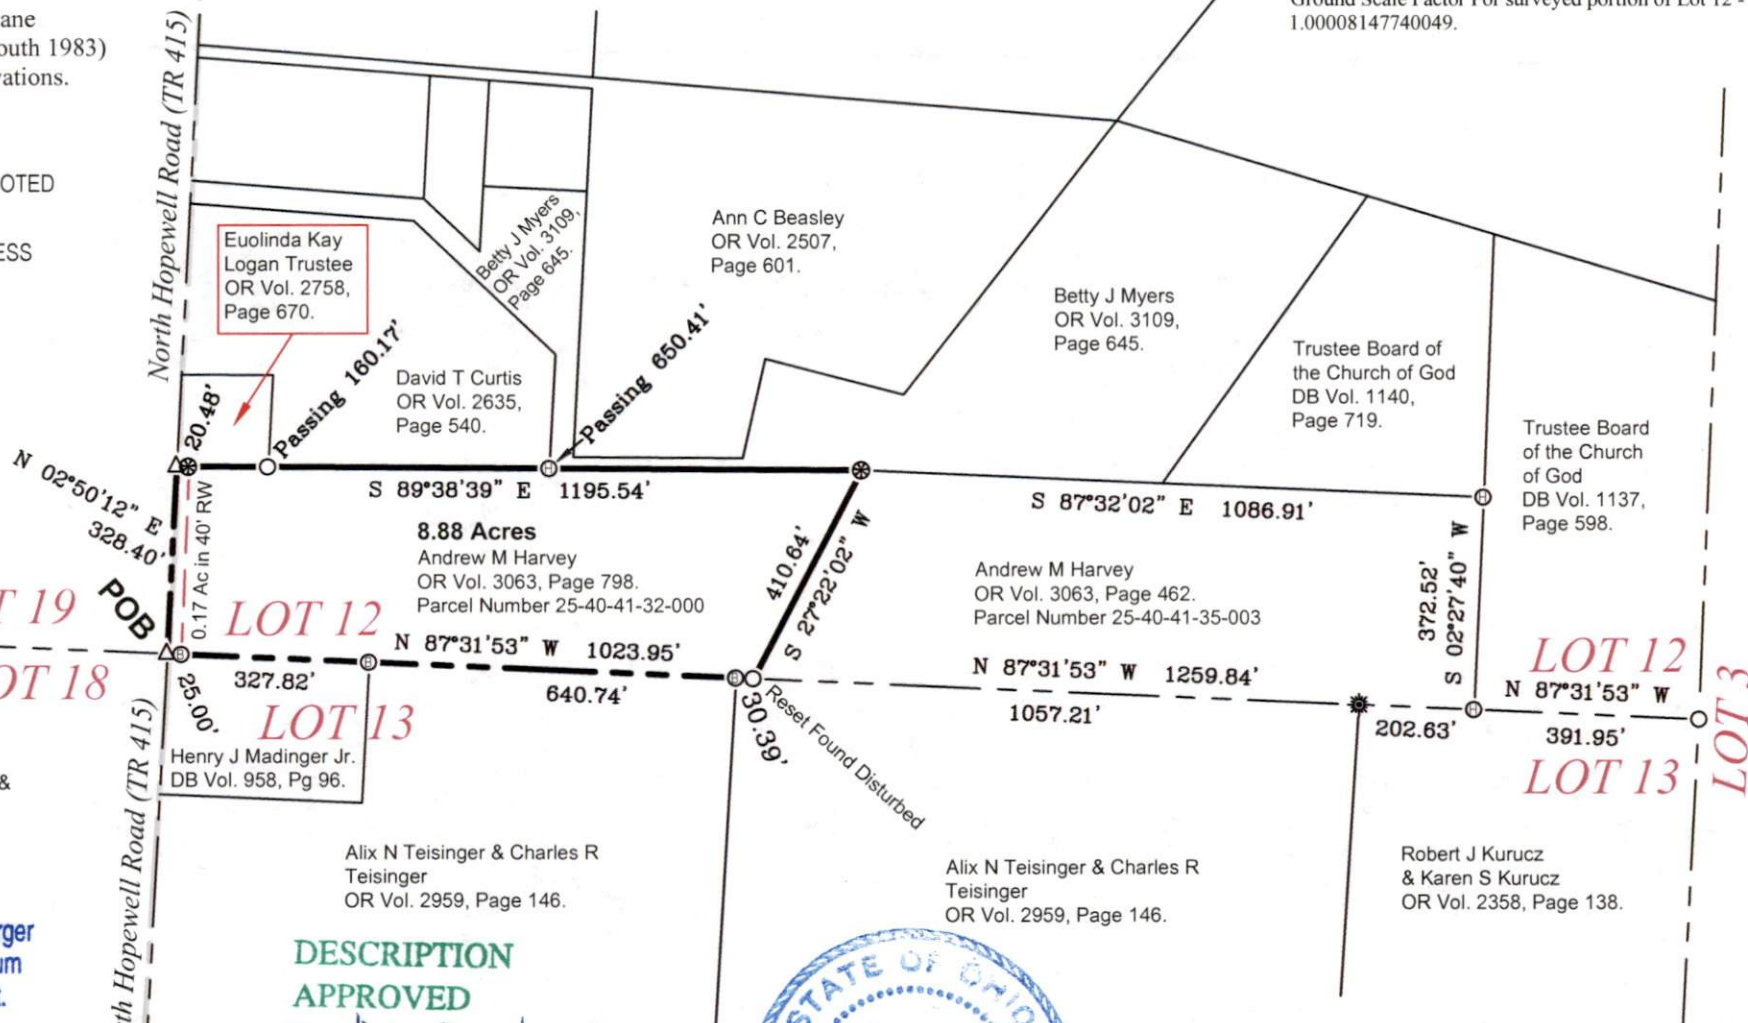 ane
outh 1983)
ations.
Ground Scale Factor For surveyed portion of Lot 12 -
1.00008147740049.
OTED
ESS
North Hopewell Road (TR 415)
Euolinda Kay
Logan Trustee
OR Vol. 2758,
Page 670.
Betty J Myers
OR Vol. 3109,
Page 645.
Ann C Beasley
OR Vol. 2507,
Page 601.
Betty J Myers
OR Vol. 3109,
Page 645.
Trustee Board of
the Church of God
DB Vol. 1140,
Page 719.
Trustee Board
of the Church
of God
DB Vol. 1137,
Page 598.
David T Curtis
OR Vol. 2635,
Page 540.
20.48'
Passing 160.17'
Passing 650.41'
H
H
S 89°38'39" E 1195.54'
S 87°32'02" E 1086.91'
N 02°50'12" E
328.40'
0.17 Ac in 40' RW
8.88 Acres
Andrew M Harvey
OR Vol. 3063, Page 798.
Parcel Number 25-40-41-32-000
410.64'
S 27°22'02" W
Andrew M Harvey
OR Vol. 3063, Page 462.
Parcel Number 25-40-41-35-003
372.52'
S 02°27'40" W
POB
T 19
LOT 12
N 87°31'53" W 1023.95'
N 87°31'53" W 1259.84'
LOT 12
N 87°31'53" W
B
B
B
H
OT 18
25.00'
327.82'
640.74'
30.39'
Reset Found Disturbed
1057.21'
202.63'
391.95'
LOT 13
LOT 13
LOT 3
Henry J Madinger Jr.
DB Vol. 958, Pg 96.
&
th Hopewell Road (TR 415)
Alix N Teisinger & Charles R
Teisinger
OR Vol. 2959, Page 146.
Alix N Teisinger & Charles R
Teisinger
OR Vol. 2959, Page 146.
Robert J Kurucz
& Karen S Kurucz
OR Vol. 2358, Page 138.
rger
um
t.
DESCRIPTION
APPROVED
STATE OF OHIO